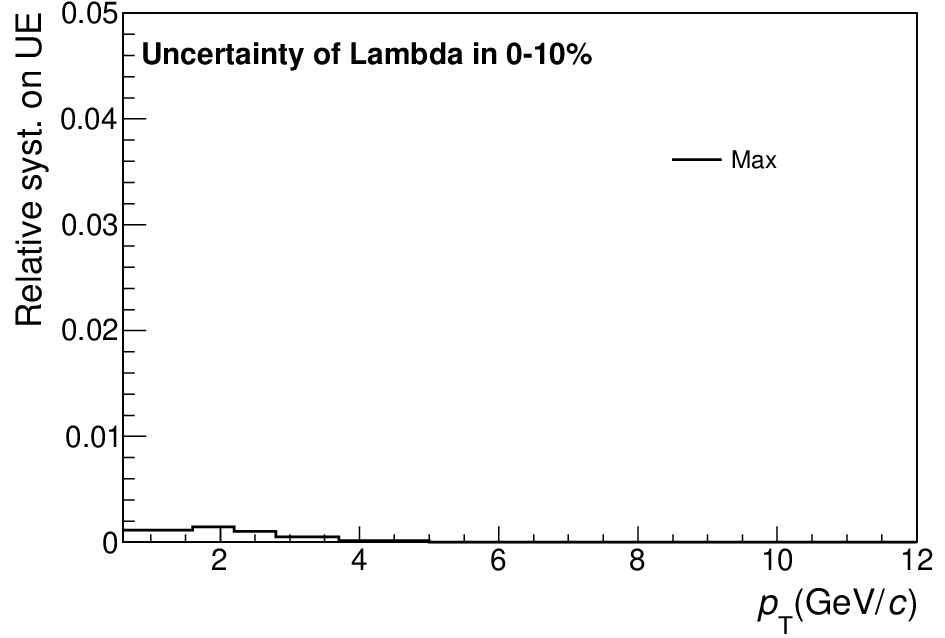 Relative syst. on UE
0.05
0.04
0.03
0.02
0.01
0
Uncertainty of Lambda in 0-10%
Max
2 4 6 8 10 12
p_T(GeV/c)